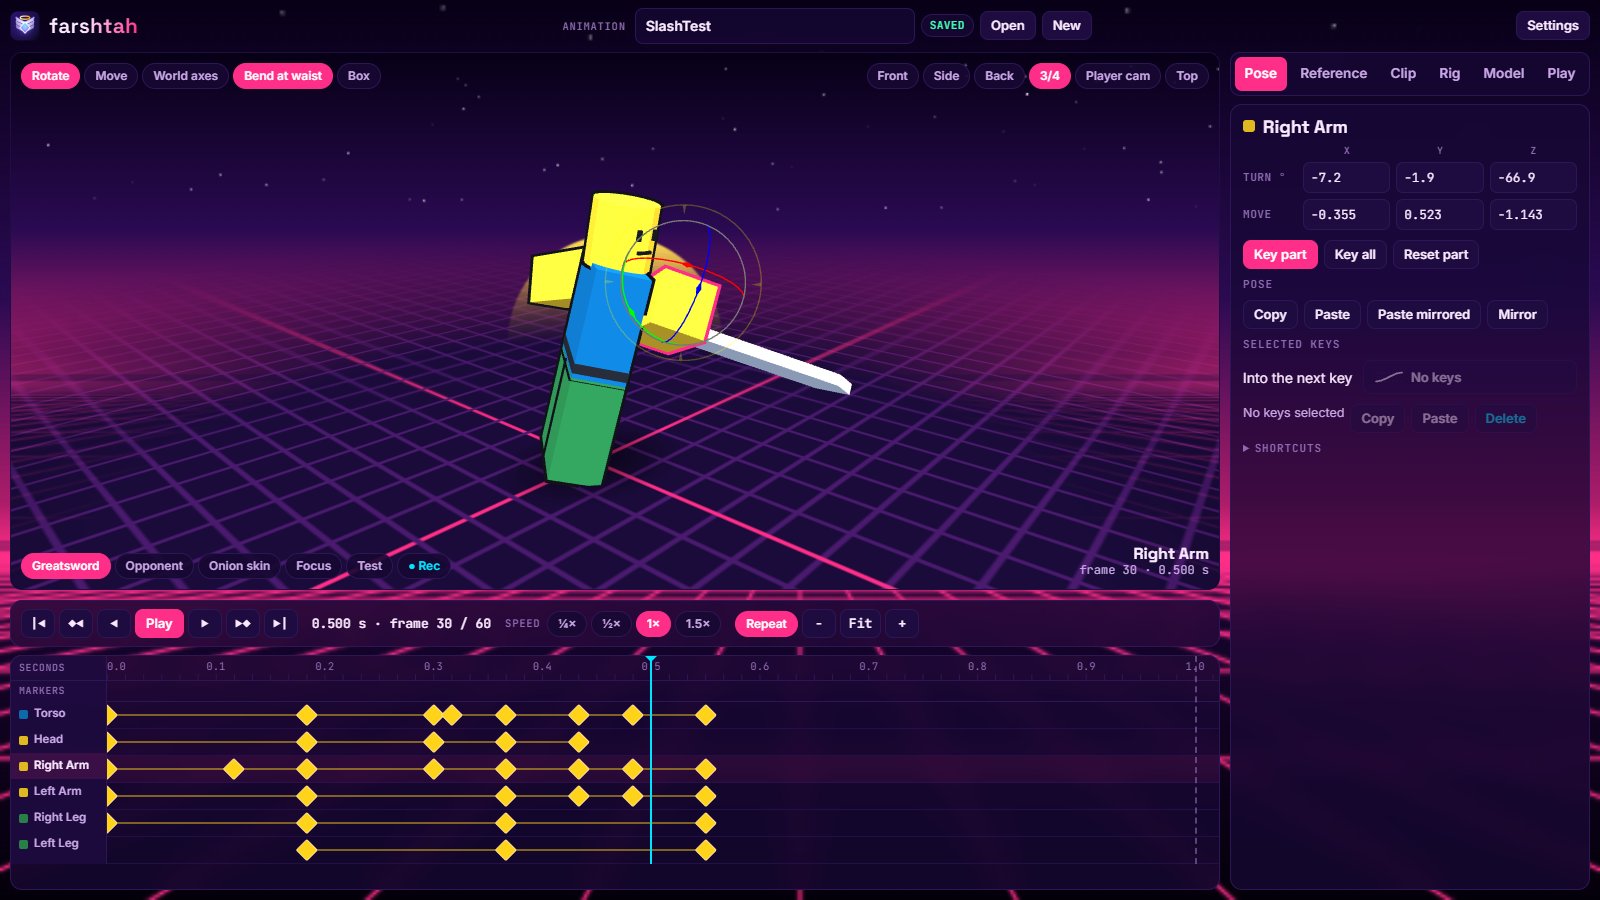 farshtah
ANIMATION SlashTest SAVED Open New Settings
Rotate Move World axes Bend at waist Box
Front Side Back 3/4 Player cam Top
Pose Reference Clip Rig Model Play
Right Arm
X Y Z
TURN ° -7.2 -1.9 -66.9
MOVE -0.355 0.523 -1.143
Key part Key all Reset part
POSE
Copy Paste Paste mirrored Mirror
SELECTED KEYS
Into the next key No keys
No keys selected Copy Paste Delete
▶ SHORTCUTS
Greatsword Opponent Onion skin Focus Test ● Rec
Right Arm
frame 30 · 0.500 s
Play 0.500 s · frame 30 / 60 SPEED ¼× ½× 1× 1.5× Repeat - Fit +
SECONDS 0.0 0.1 0.2 0.3 0.4 0.5 0.6 0.7 0.8 0.9 1.0
MARKERS
Torso
Head
Right Arm
Left Arm
Right Leg
Left Leg